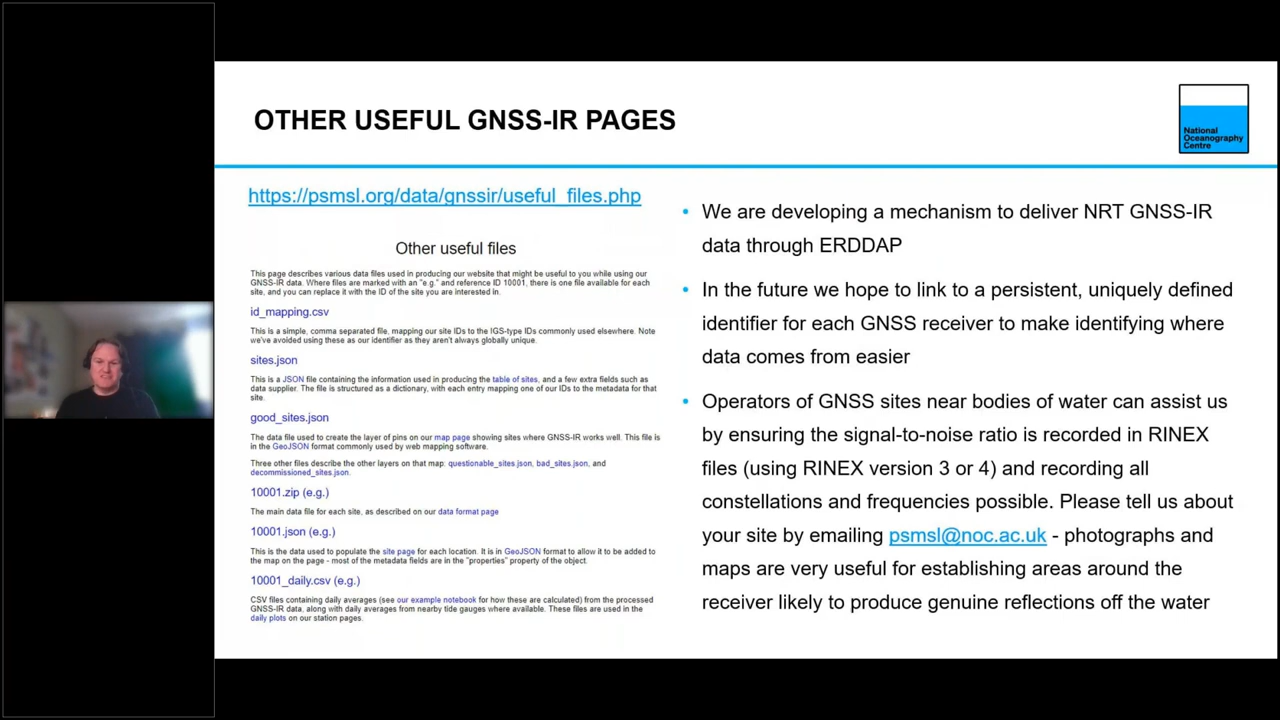 OTHER USEFUL GNSS-IR PAGES
National
Oceanography
Centre
https://psmsl.org/data/gnssir/useful_files.php
Other useful files
This page describes various data files used in producing our website that might be useful to you while using our
GNSS-IR data. Where files are marked with an "e.g." and reference ID 10001, there is one file available for each
site, and you can replace it with the ID of the site you are interested in.
id_mapping.csv
This is a simple, comma separated file, mapping our site IDs to the IGS-type IDs commonly used elsewhere. Note
we've avoided using these as our identifier as they aren't always globally unique.
sites.json
This is a JSON file containing the information used in producing the table of sites, and a few extra fields such as
data supplier. The file is structured as a dictionary, with each entry mapping one of our IDs to the metadata for that
site.
good_sites.json
The data file used to create the layer of pins on our map page showing sites where GNSS-IR works well. This file is
in the GeoJSON format commonly used by web mapping software.
Three other files describe the other layers on that map: questionable_sites.json, bad_sites.json, and
decommissioned_sites.json.
10001.zip (e.g.)
The main data file for each site, as described on our data format page
10001.json (e.g.)
This is the data used to populate the site page for each location. It is in GeoJSON format to allow it to be added to
the map on the page - most of the metadata fields are in the "properties" property of the object.
10001_daily.csv (e.g.)
CSV files containing daily averages (see our example notebook for how these are calculated) from the processed
GNSS-IR data, along with daily averages from nearby tide gauges where available. These files are used in the
daily plots on our station pages.
• We are developing a mechanism to deliver NRT GNSS-IR
data through ERDDAP
• In the future we hope to link to a persistent, uniquely defined
identifier for each GNSS receiver to make identifying where
data comes from easier
• Operators of GNSS sites near bodies of water can assist us
by ensuring the signal-to-noise ratio is recorded in RINEX
files (using RINEX version 3 or 4) and recording all
constellations and frequencies possible. Please tell us about
your site by emailing psmsl@noc.ac.uk - photographs and
maps are very useful for establishing areas around the
receiver likely to produce genuine reflections off the water